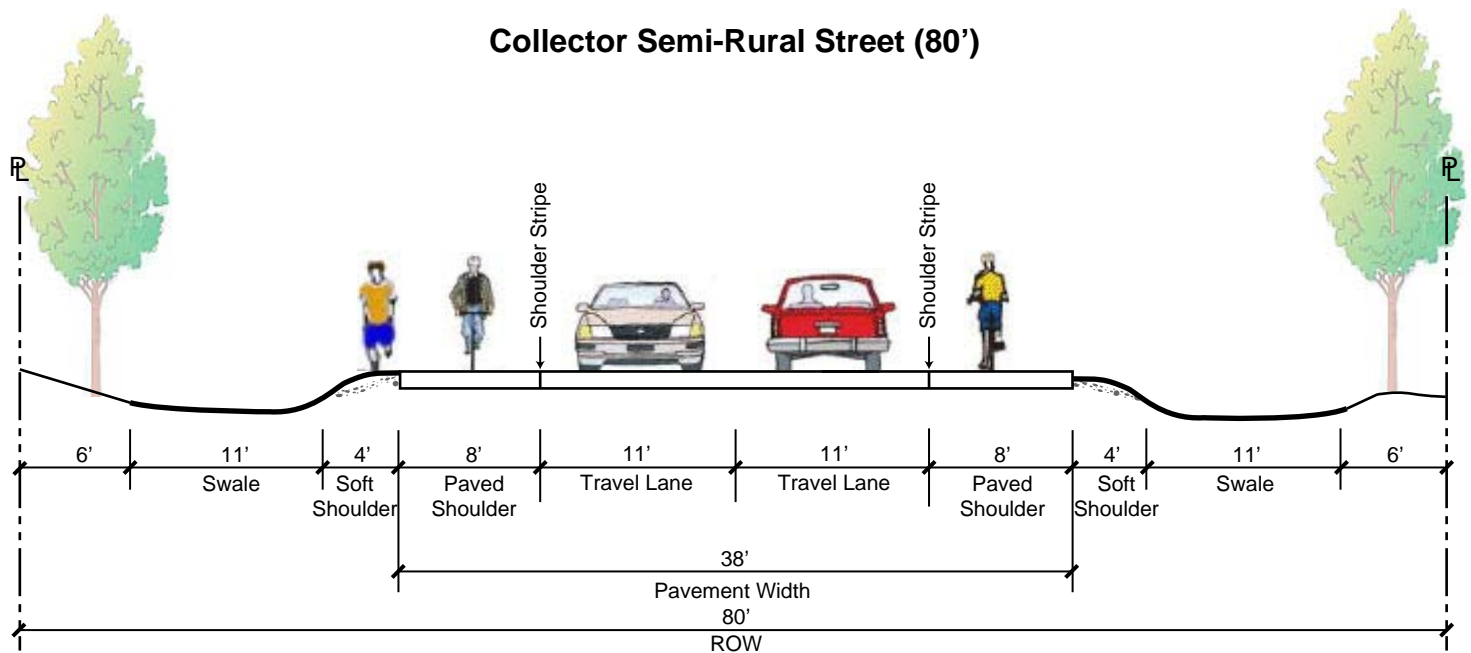 Collector Semi-Rural Street (80’)
PL
PL
Shoulder Stripe
Shoulder Stripe
6’ 11’ 4’ 8’ 11’ 11’ 8’ 4’ 11’ 6’
Swale Soft Paved Travel Lane Travel Lane Paved Soft Swale
Shoulder Shoulder Shoulder Shoulder
38’
Pavement Width
80’
ROW